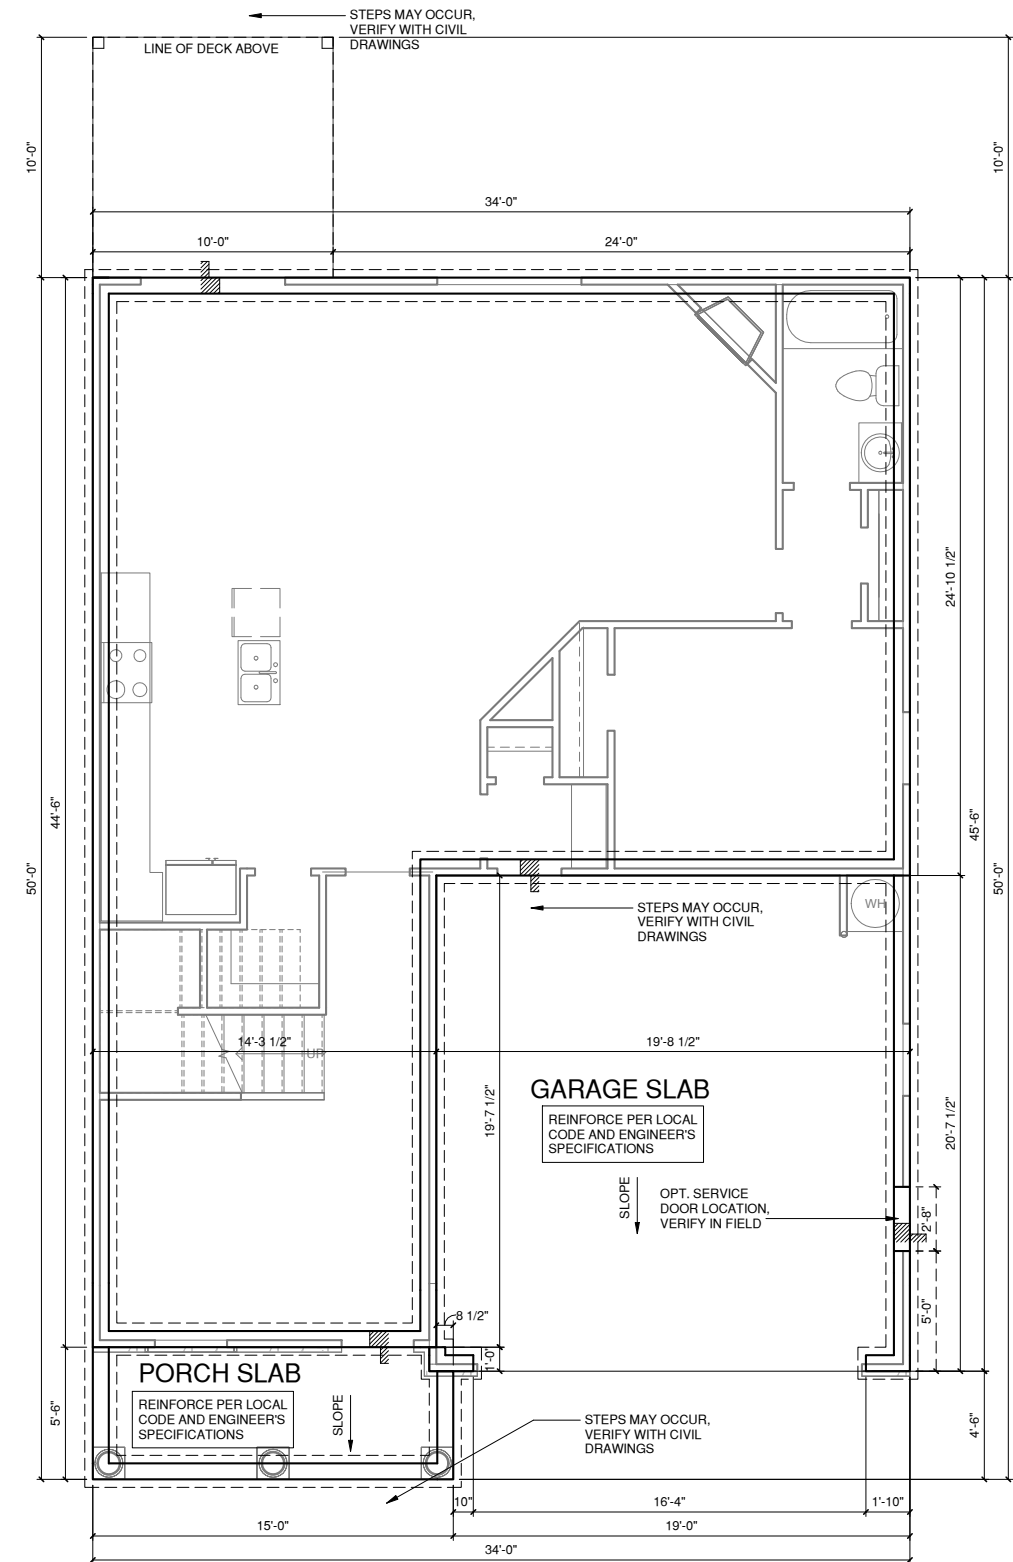 STEPS MAY OCCUR,
VERIFY WITH CIVIL
DRAWINGS
LINE OF DECK ABOVE
10'-0"
10'-0"
34'-0"
10'-0"
24'-0"
24'-10 1/2"
44'-6"
45'-6"
50'-0"
50'-0"
WH
STEPS MAY OCCUR,
VERIFY WITH CIVIL
DRAWINGS
14'-3 1/2"
UP
19'-8 1/2"
GARAGE SLAB
REINFORCE PER LOCAL
CODE AND ENGINEER'S
SPECIFICATIONS
19'-7 1/2"
20'-7 1/2"
SLOPE
OPT. SERVICE
DOOR LOCATION,
VERIFY IN FIELD
2'-8"
5'-0"
8 1/2"
1'-0"
PORCH SLAB
REINFORCE PER LOCAL
CODE AND ENGINEER'S
SPECIFICATIONS
SLOPE
5'-6"
4'-6"
STEPS MAY OCCUR,
VERIFY WITH CIVIL
DRAWINGS
10"
16'-4"
1'-10"
15'-0"
19'-0"
34'-0"